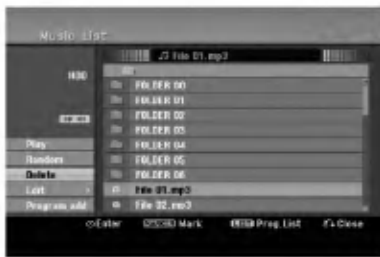 Music List
File 01.mp3
HDD
FOLDER 00
FOLDER 01
FOLDER 02
FOLDER 03
FOLDER 04
FOLDER 05
FOLDER 06
File 01.mp3
File 02.mp3
Play
Random
Delete
Edit
Program add
Enter Mark Prog.List Close